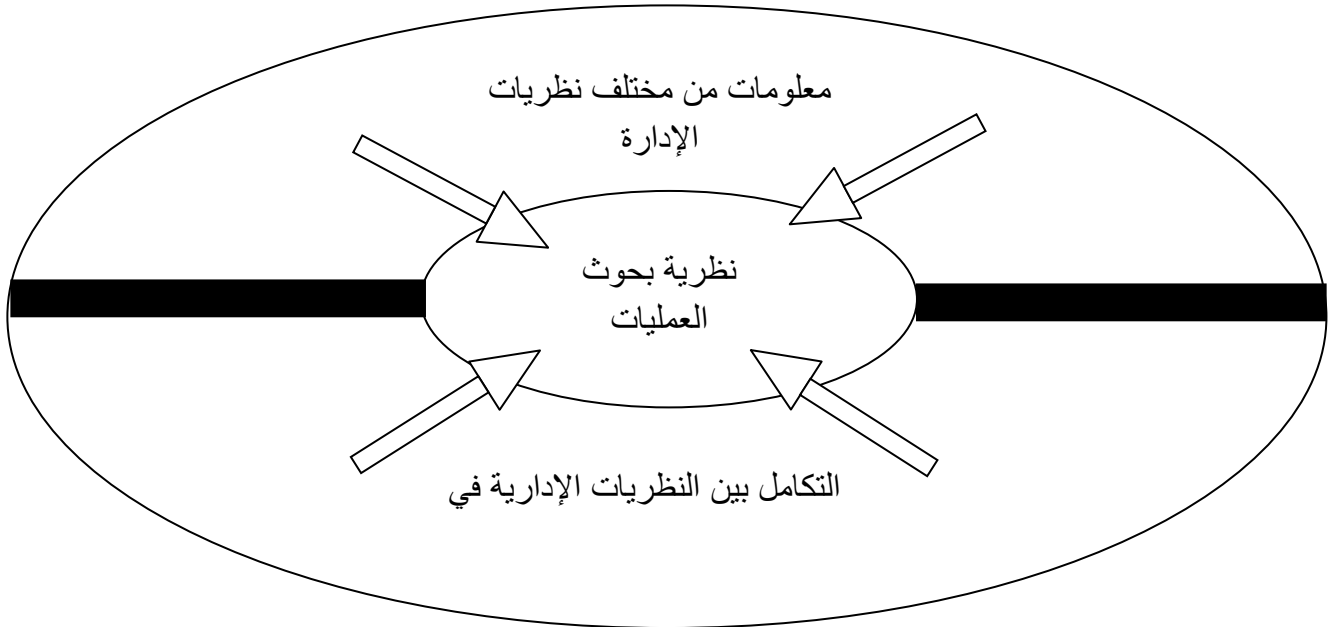 معلومات من مختلف نظريات
الإدارة
نظرية بحوث
العمليات
التكامل بين النظريات الإدارية في